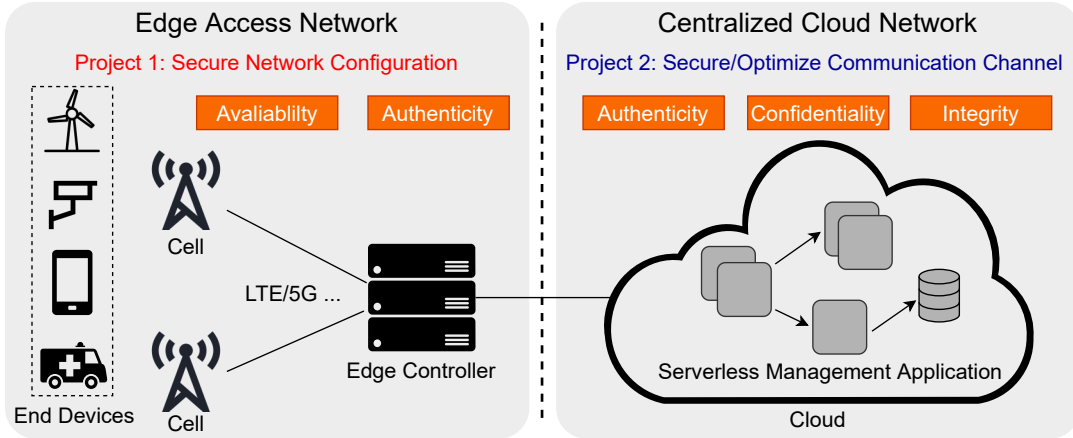 Edge Access Network
Project 1: Secure Network Configuration
Avaliablilty
Authenticity
Cell
LTE/5G ...
Edge Controller
End Devices
Cell
Centralized Cloud Network
Project 2: Secure/Optimize Communication Channel
Authenticity
Confidentiality
Integrity
Serverless Management Application
Cloud